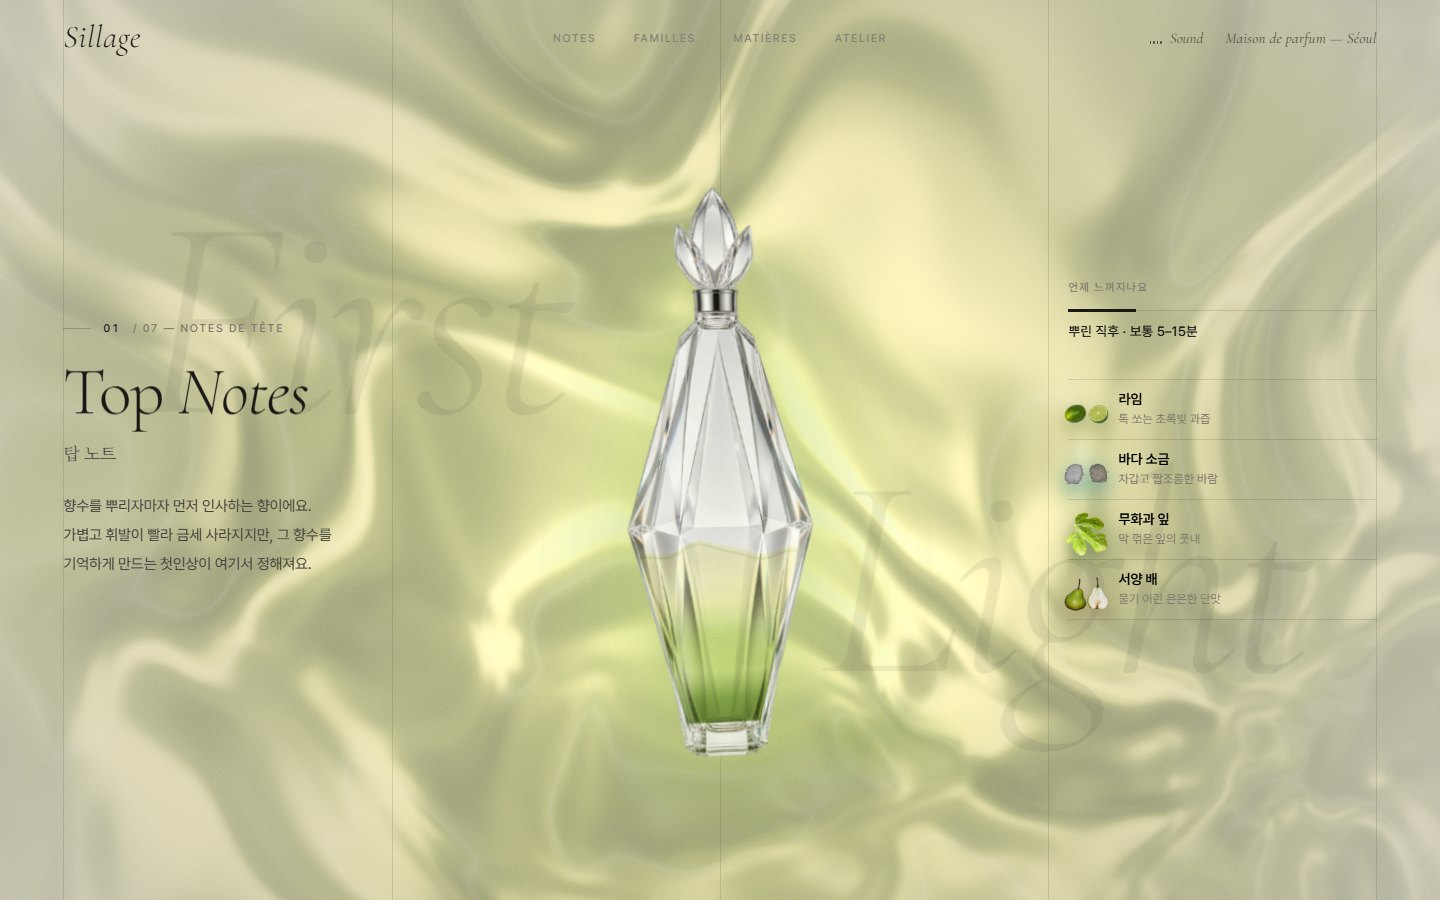 Sillage
NOTES FAMILLES MATIÈRES ATELIER
Sound Maison de parfum — Séoul
First
01 / 07 — NOTES DE TÊTE
Top Notes
탑 노트
향수를 뿌리자마자 먼저 인사하는 향이에요.
가볍고 휘발이 빨라 금세 사라지지만, 그 향수를
기억하게 만드는 첫인상이 여기서 정해져요.
Light
언제 느껴지나요
뿌린 직후 · 보통 5–15분
라임
톡 쏘는 초록빛 과즙
바다 소금
차갑고 짭조름한 바람
무화과 잎
막 꺾은 잎의 풋내
서양 배
물기 어린 은은한 단맛